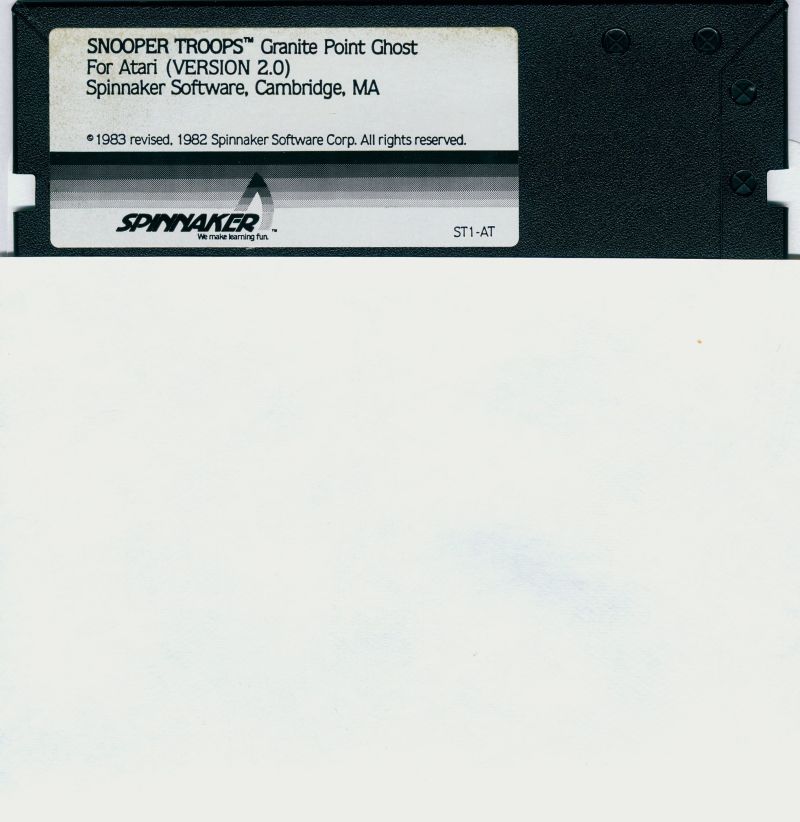 SNOOPER TROOPS™ Granite Point Ghost
For Atari (VERSION 2.0)
Spinnaker Software, Cambridge, MA
©1983 revised, 1982 Spinnaker Software Corp. All rights reserved.
SPINNAKER™
We make learning fun.
ST1-AT